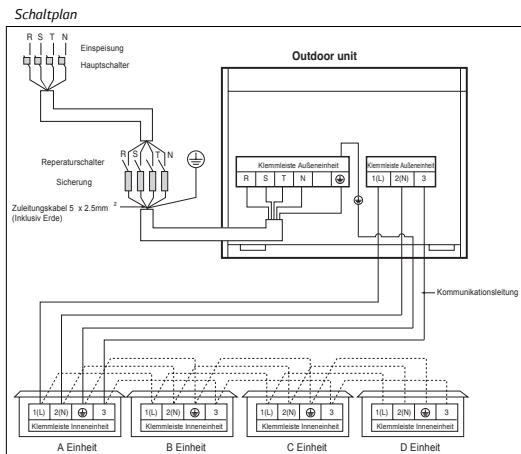 Schaltplan
R S T N
Einspeisung
Hauptschalter
Outdoor unit
Reperaturschalter
R S T N
Sicherung
Zuleitungskabel 5 x 2.5mm 2
(Inklusiv Erde)
Klemmleiste Außeneinheit
R S T N
Klemmleiste Außeneinheit
1(L) 2(N) 3
Kommunikationsleitung
1(L) 2(N) 3
Klemmleiste Inneneinheit
A Einheit
1(L) 2(N) 3
Klemmleiste Inneneinheit
B Einheit
1(L) 2(N) 3
Klemmleiste Inneneinheit
C Einheit
1(L) 2(N) 3
Klemmleiste Inneneinheit
D Einheit